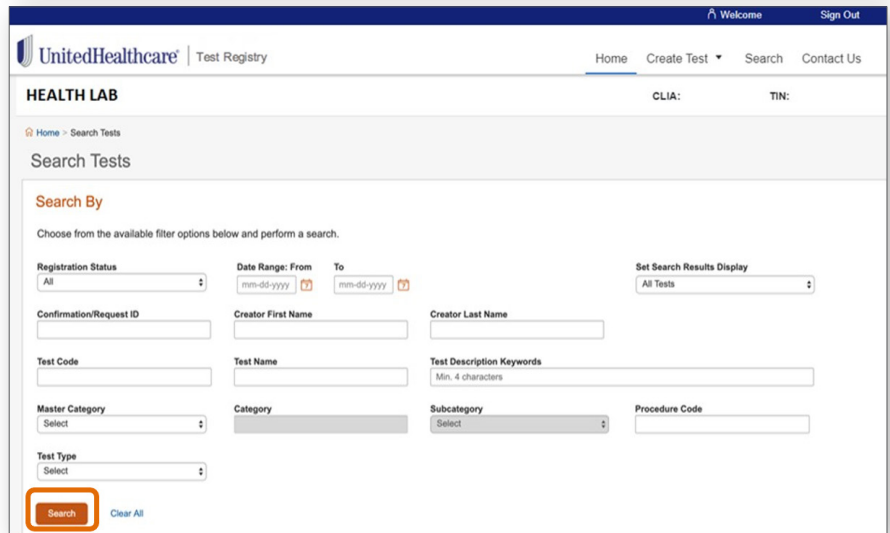 Welcome Sign Out
UnitedHealthcare® Test Registry Home Create Test Search Contact Us
HEALTH LAB CLIA: TIN:
Home > Search Tests
Search Tests
Search By
Choose from the available filter options below and perform a search.
Registration Status Date Range: From To Set Search Results Display
All mm-dd-yyyy mm-dd-yyyy All Tests
Confirmation/Request ID Creator First Name Creator Last Name
Test Code Test Name Test Description Keywords
Min. 4 characters
Master Category Category Subcategory Procedure Code
Select Select
Test Type
Select
Search Clear All